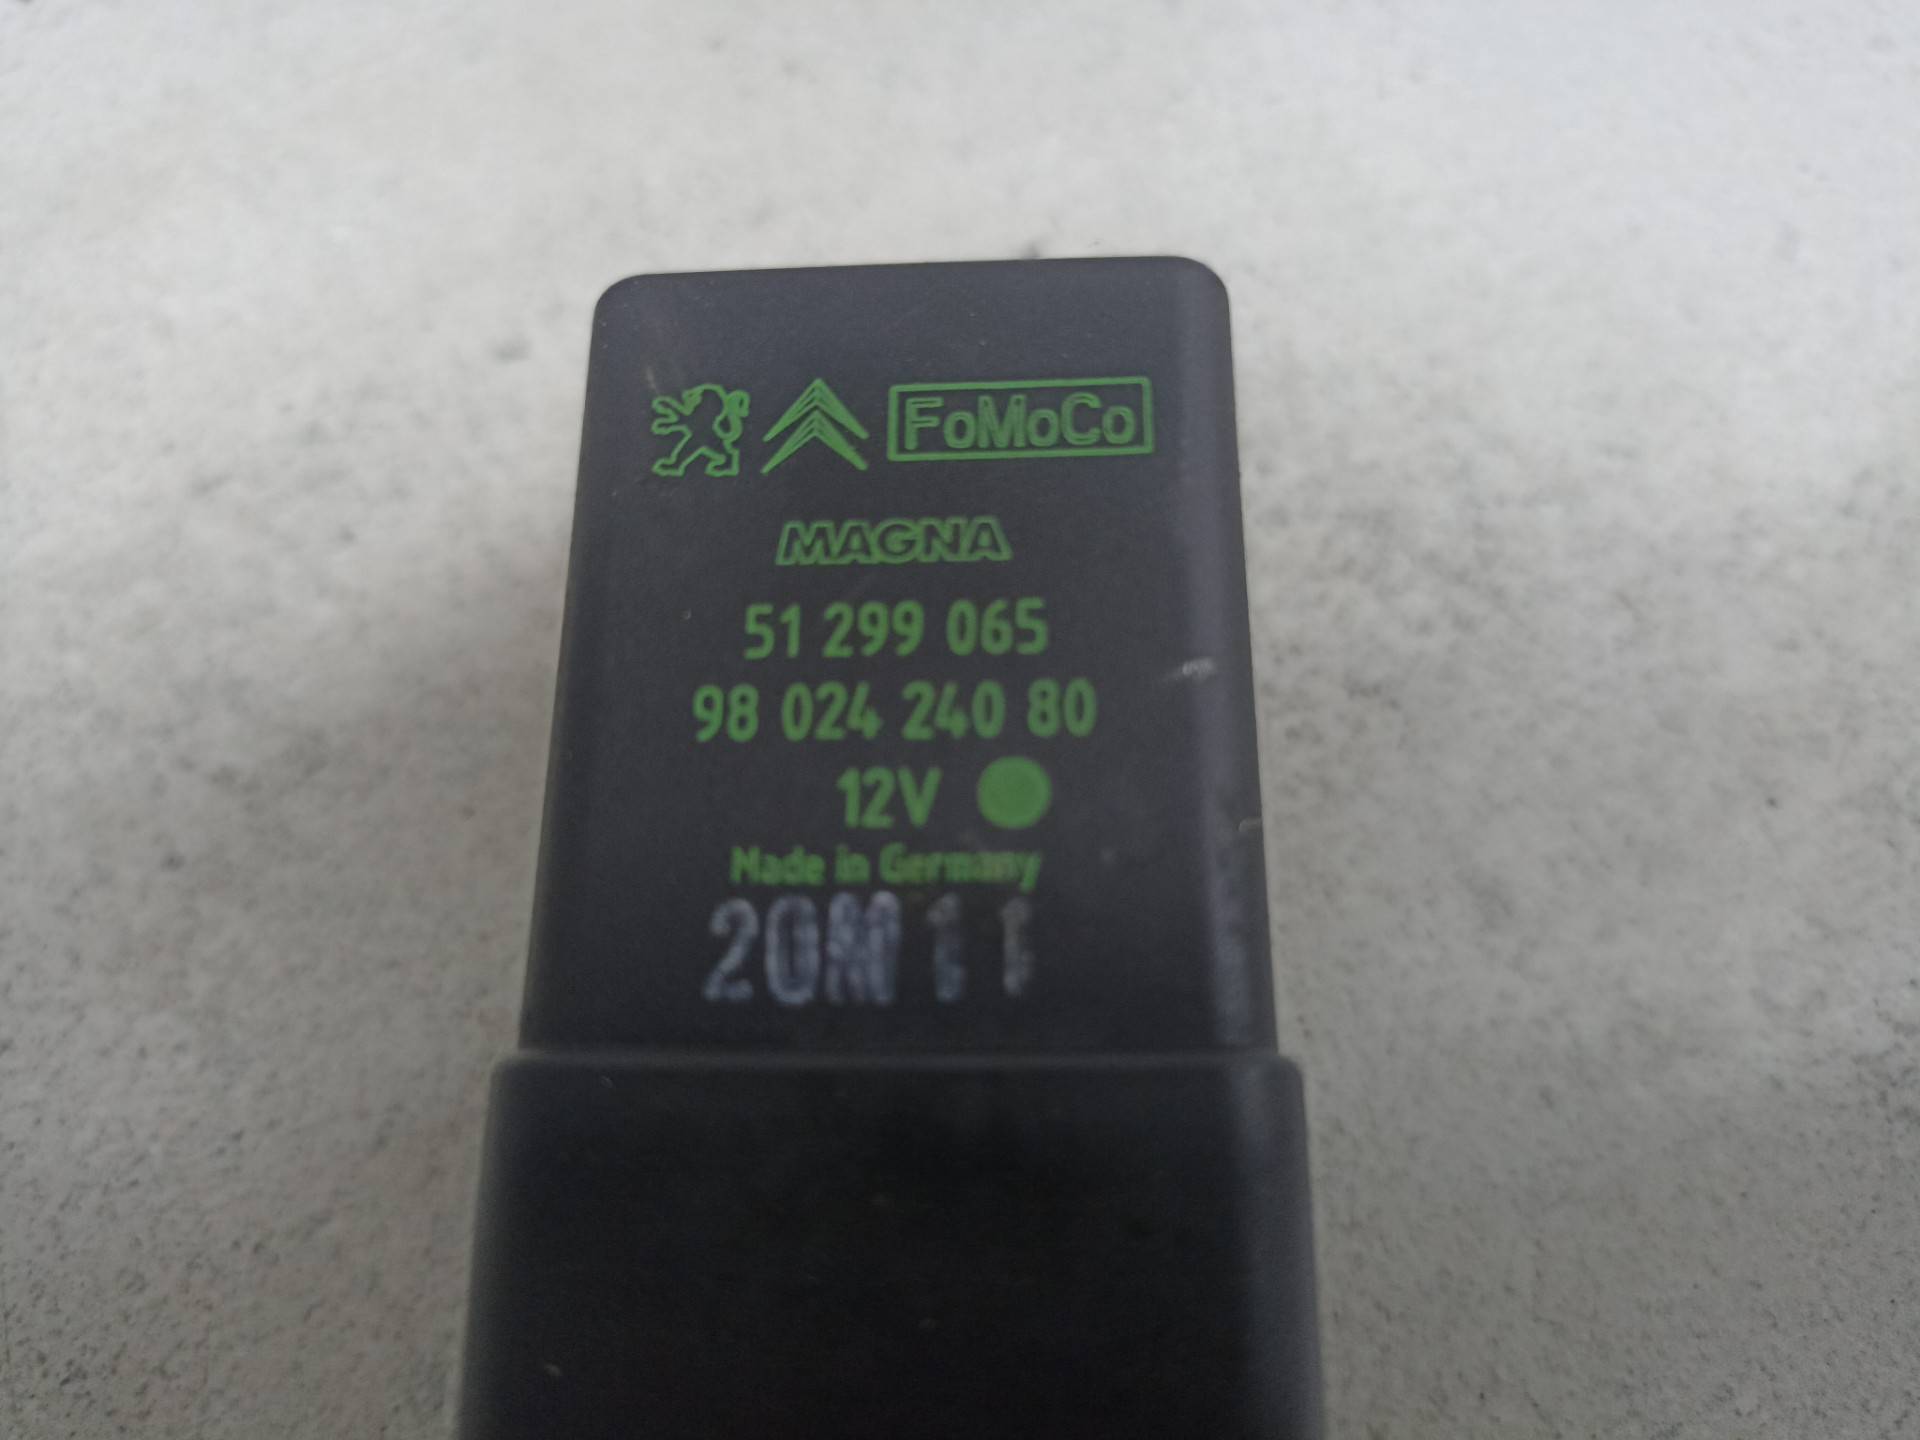 FoMoCo
MAGNA
51 299 065
98 024 240 80
12V
Made in Germany
20M11